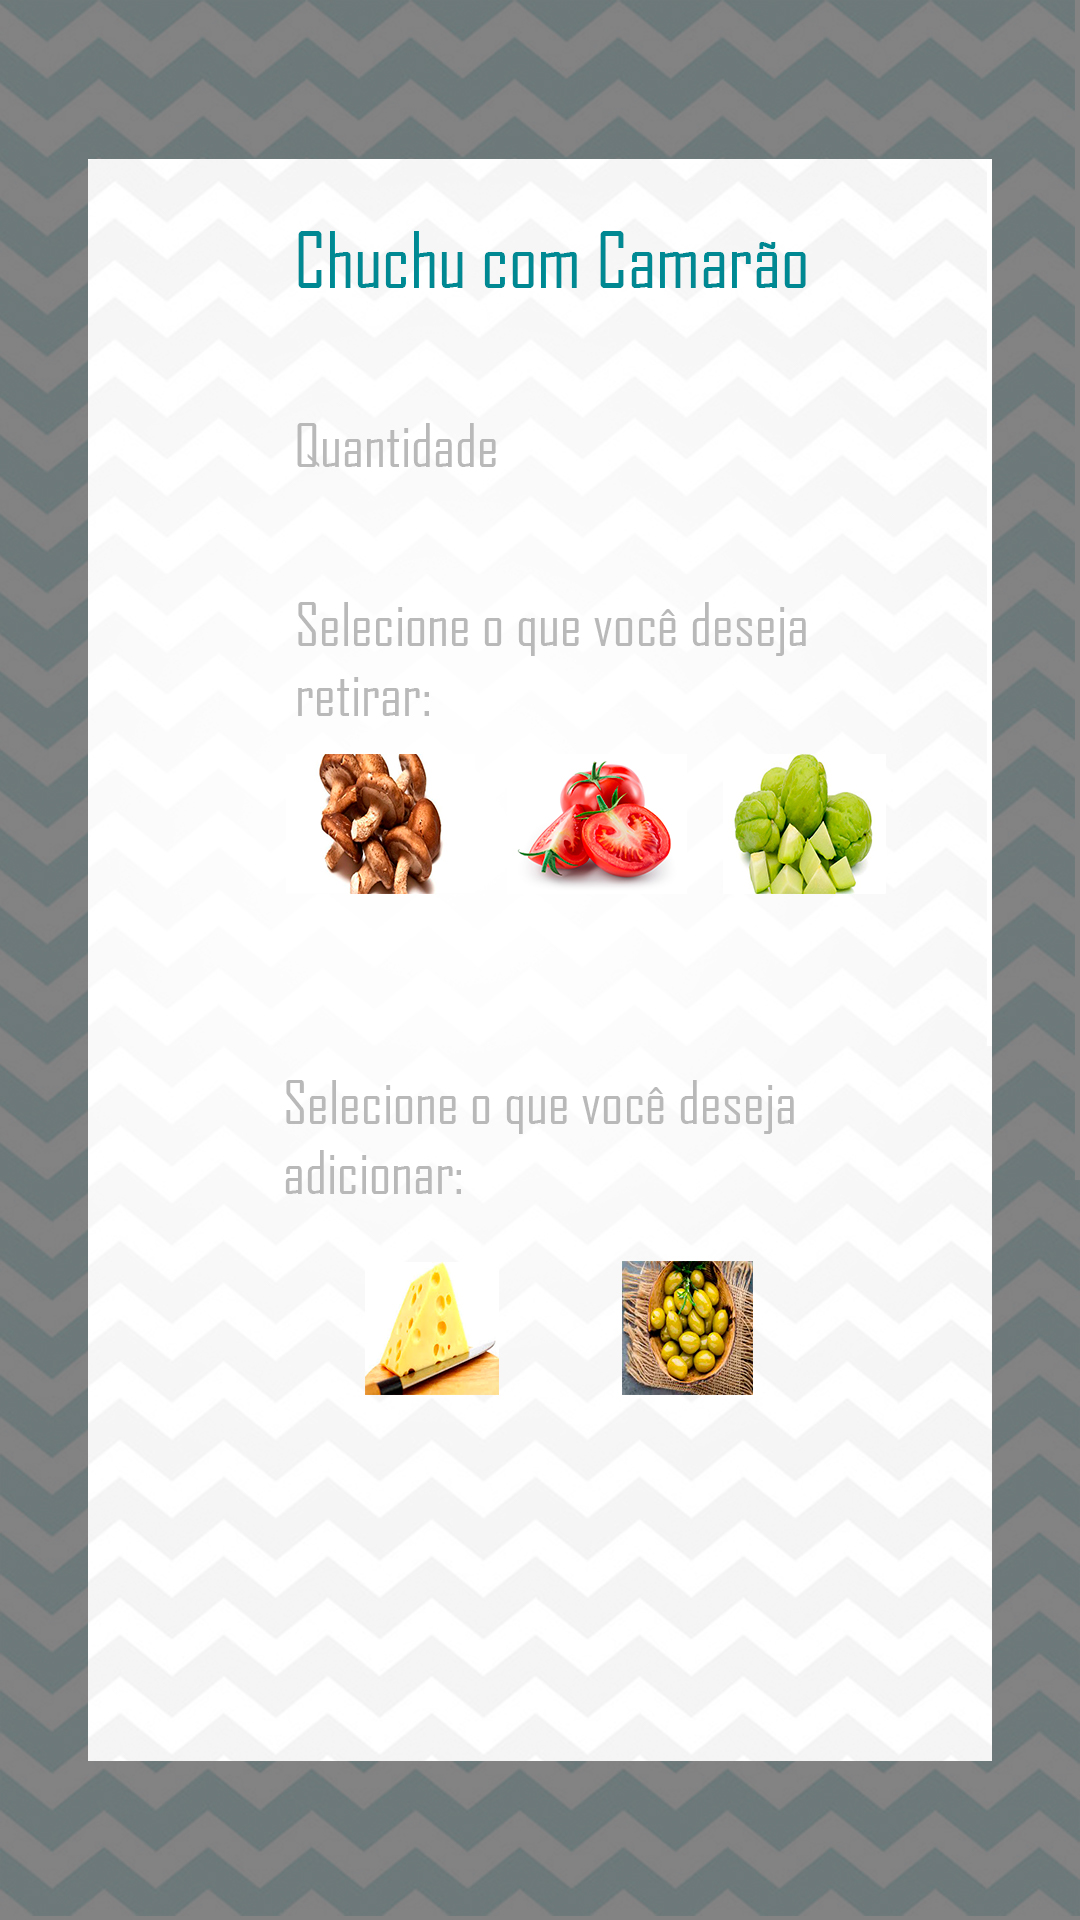 Chuchu com Camarão
Quantidade
Selecione o que você deseja
retirar:
Selecione o que você deseja
adicionar: